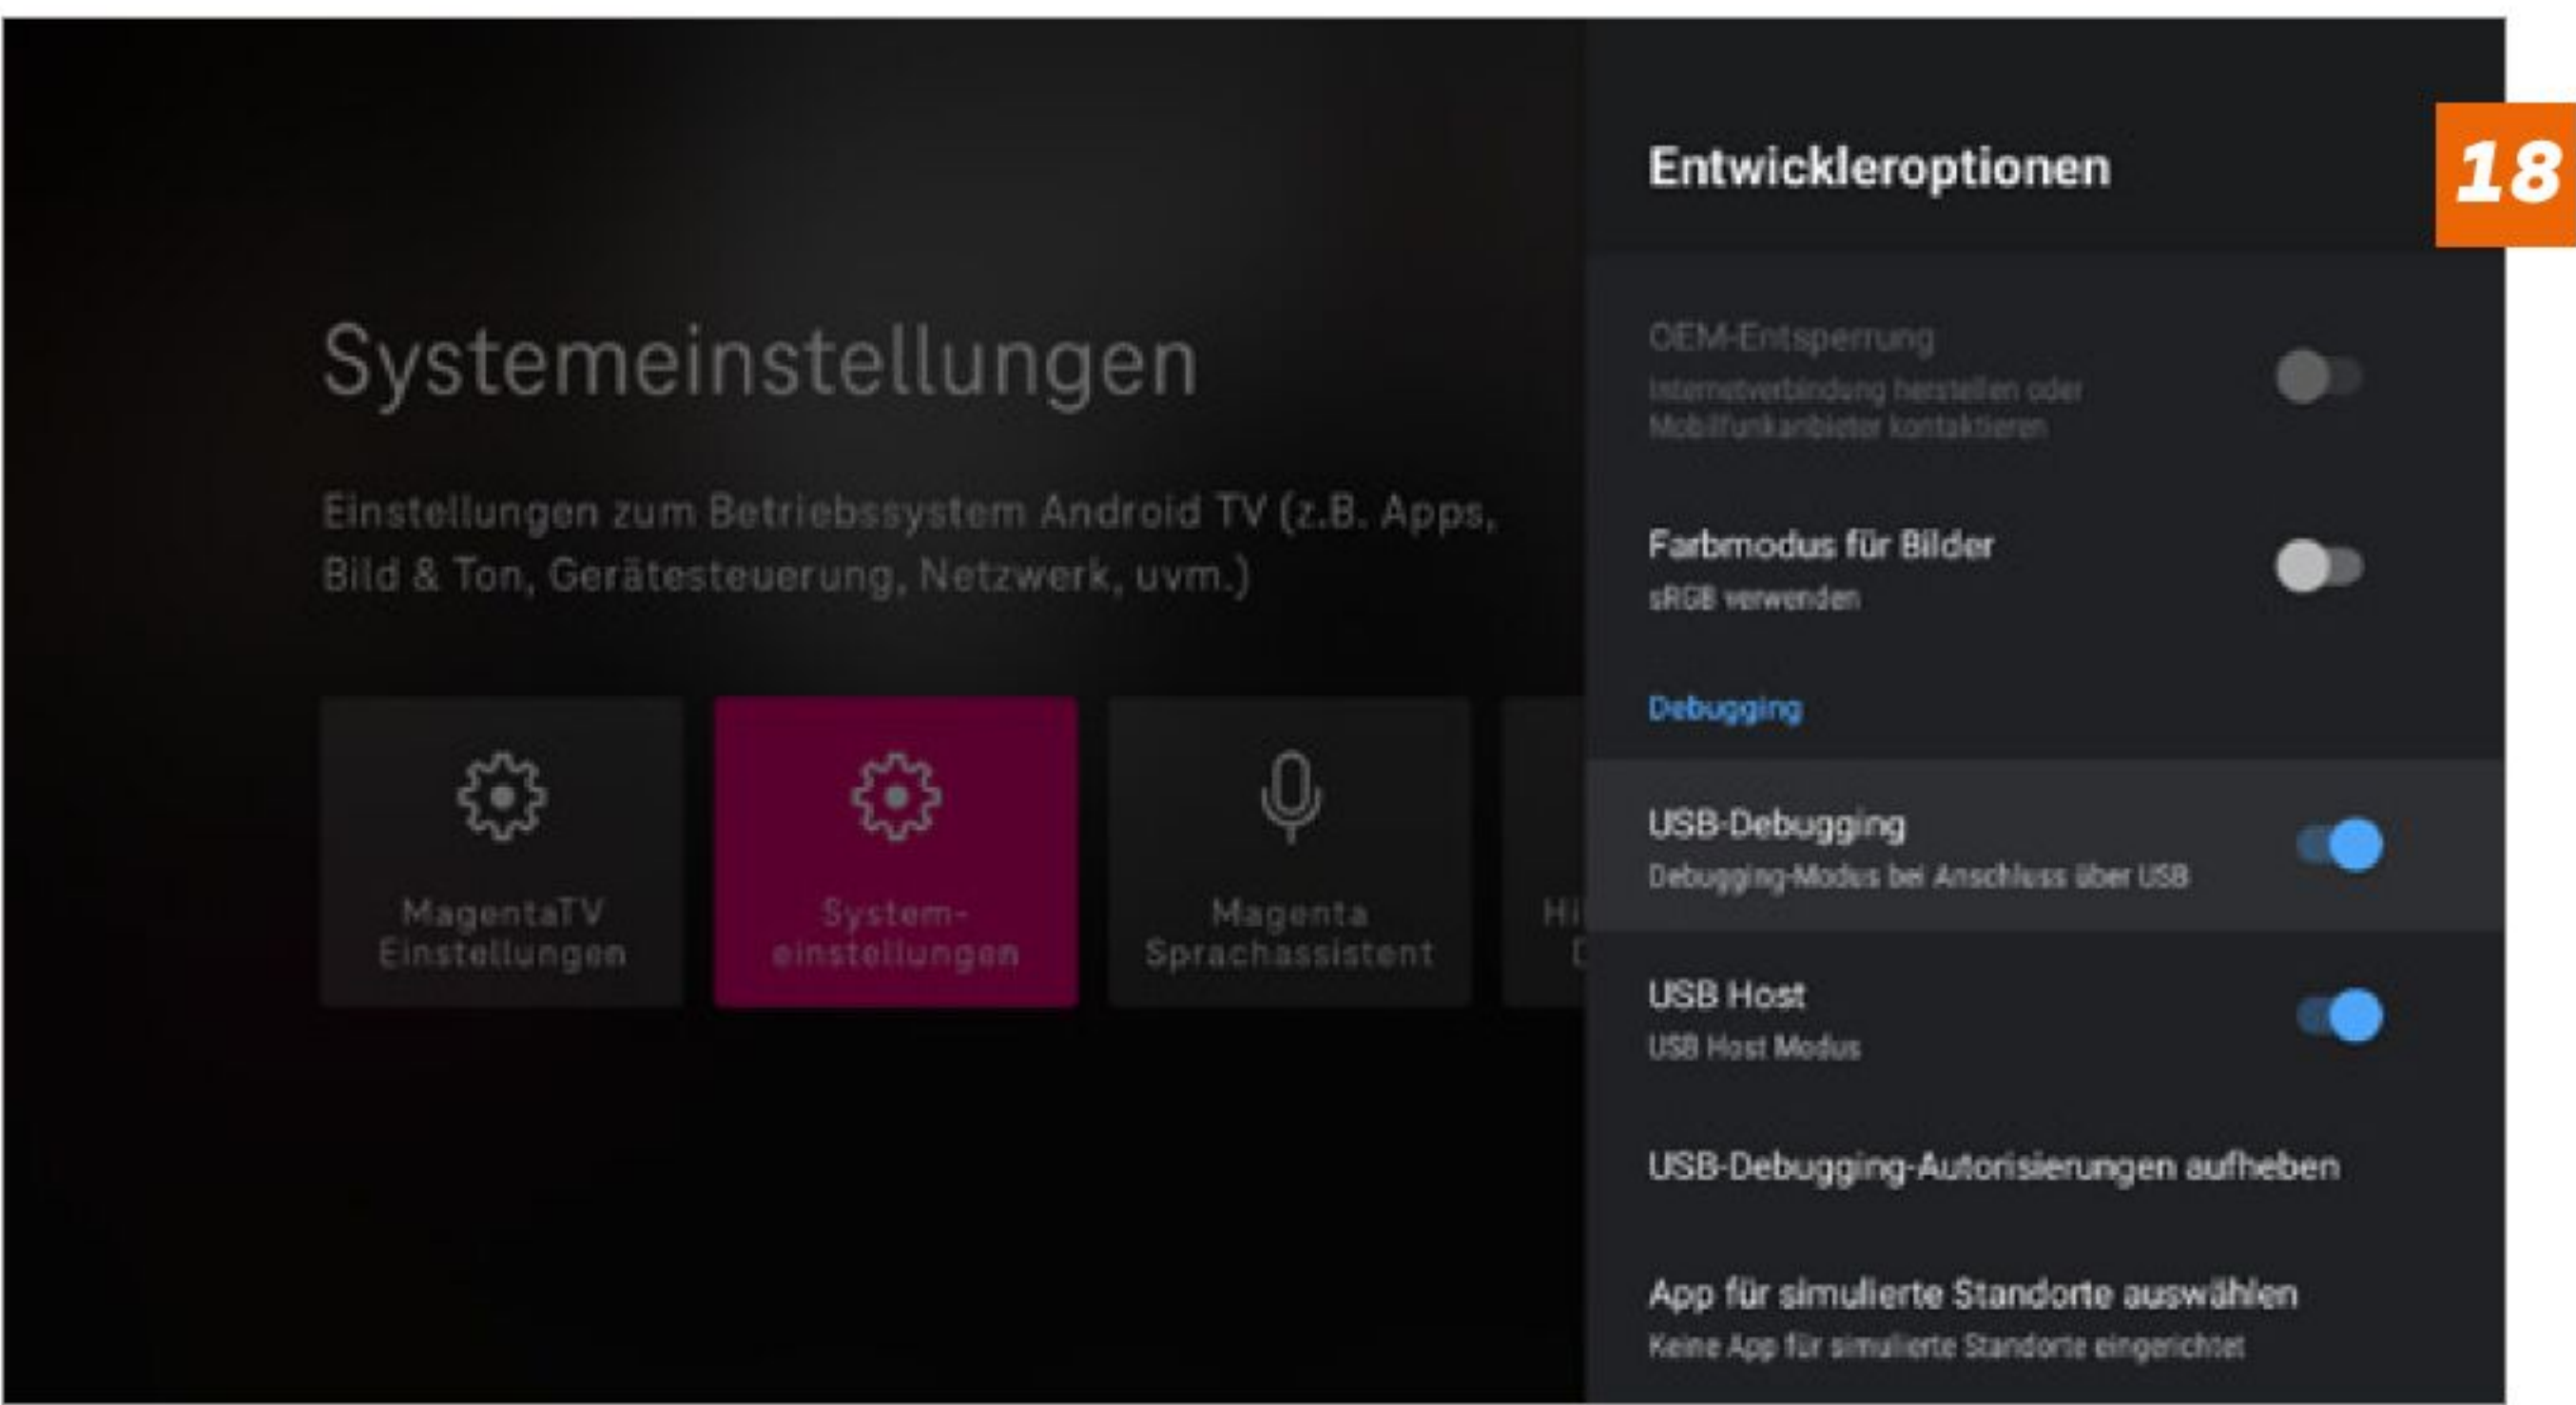 Entwickleroptionen
18
Systemeinstellungen
Einstellungen zum Betriebssystem Android TV (z.B. Apps,
Bild & Ton, Gerätesteuerung, Netzwerk, uvm.)
MagentaTV
Einstellungen
System-
einstellungen
Magenta
Sprachassistent
Hi
OEM-Entsperrung
Internetverbindung herstellen oder
Mobilfunkanbieter kontaktieren
Farbmodus für Bilder
sRGB verwenden
Debugging
USB-Debugging
Debugging-Modus bei Anschluss über USB
USB Host
USB Host Modus
USB-Debugging-Autorisierungen aufheben
App für simulierte Standorte auswählen
Keine App für simulierte Standorte eingerichtet